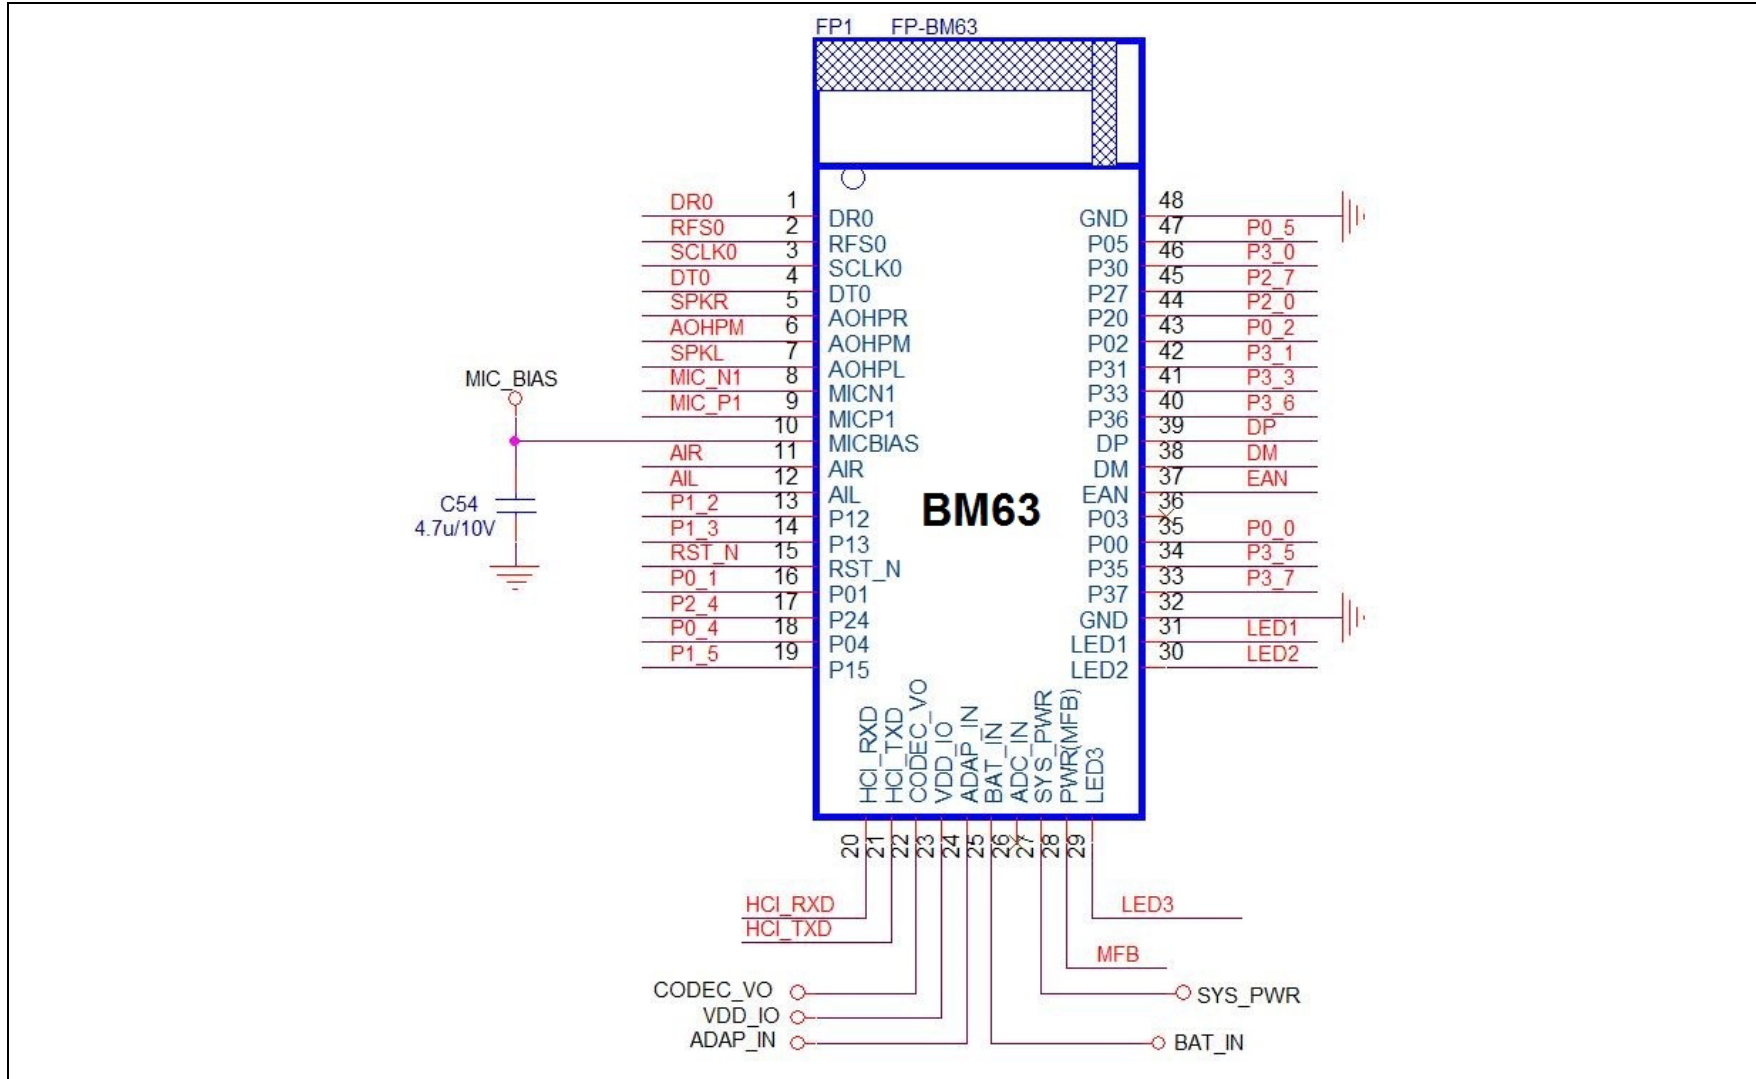 FP1 FP-BM63
DR0 1 DR0 GND 48
RFS0 2 RFS0 P05 47 P0_5
SCLK0 3 SCLK0 P30 46 P3_0
DT0 4 DT0 P27 45 P2_7
SPKR 5 AOHPR P20 44 P2_0
AOHPM 6 AOHPM P02 43 P0_2
SPKL 7 AOHPL P31 42 P3_1
MIC_N1 8 MICN1 P33 41 P3_3
MIC_P1 9 MICP1 P36 40 P3_6
MIC_BIAS 10 MICBIAS DP 39 DP
AIR 11 AIR DM 38 DM
AIL 12 AIL EAN 37 EAN
P1_2 13 P12 P03 36
P1_3 14 P13 P00 35 P0_0
RST_N 15 RST_N P35 34 P3_5
P0_1 16 P01 P37 33 P3_7
P2_4 17 P24 GND 32
P0_4 18 P04 LED1 31 LED1
P1_5 19 P15 LED2 30 LED2
C54
4.7u/10V
BM63
HCI_RXD
HCI_TXD
CODEC_VO
VDD_IO
ADAP_IN
BAT_IN
ADC_IN
SYS_PWR
PWR(MFB)
LED3
20 21 22 23 24 25 26 27 28 29
HCI_RXD LED3
HCI_TXD
MFB
CODEC_VO SYS_PWR
VDD_IO
ADAP_IN BAT_IN